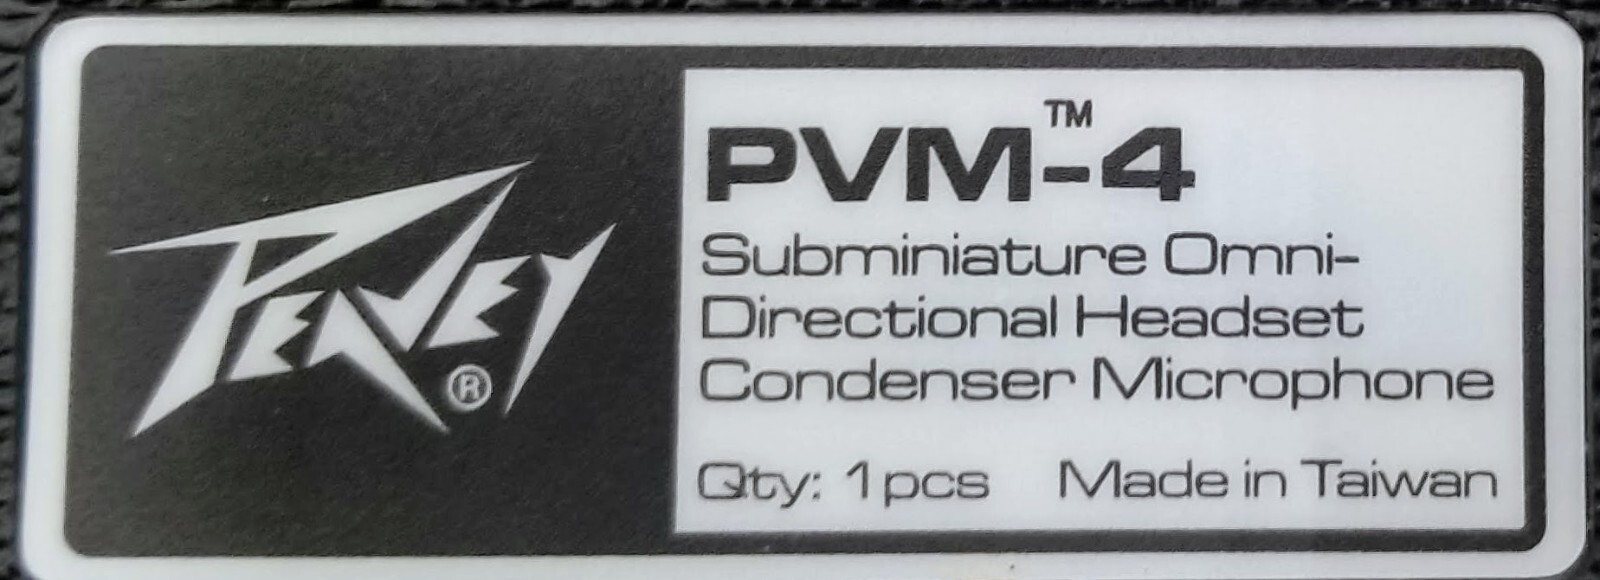 PEAVEY®
PVM™-4
Subminiature Omni-
Directional Headset
Condenser Microphone
Qty: 1pcs Made in Taiwan